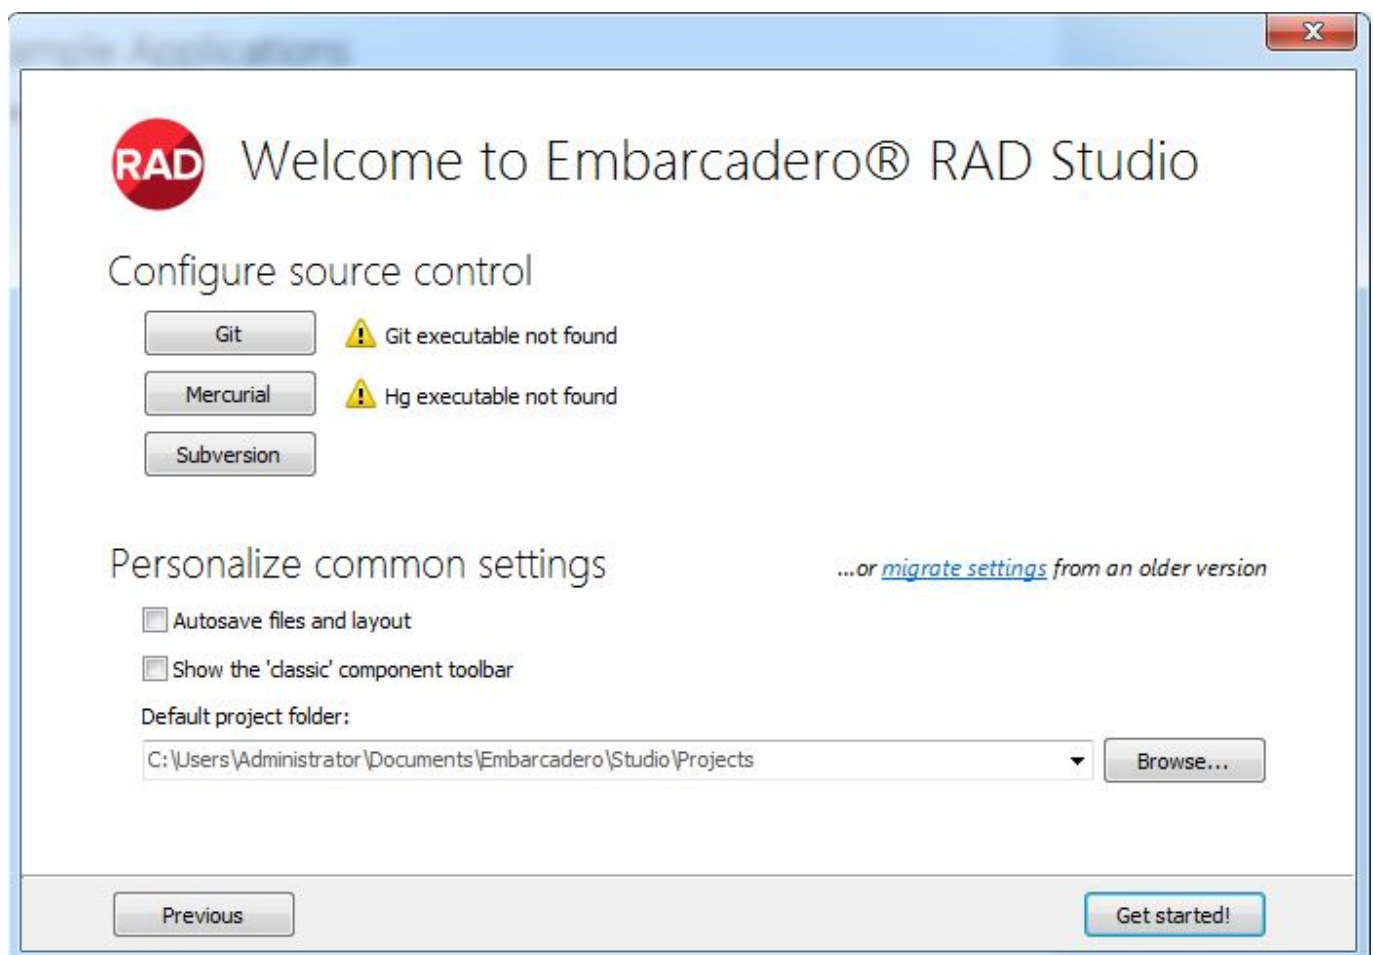 Applications
RAD
Welcome to Embarcadero® RAD Studio
Configure source control
Git
Git executable not found
Mercurial
Hg executable not found
Subversion
Personalize common settings
...or migrate settings from an older version
Autosave files and layout
Show the 'classic' component toolbar
Default project folder:
C:\Users\Administrator\Documents\Embarcadero\Studio\Projects
Browse...
Previous
Get started!